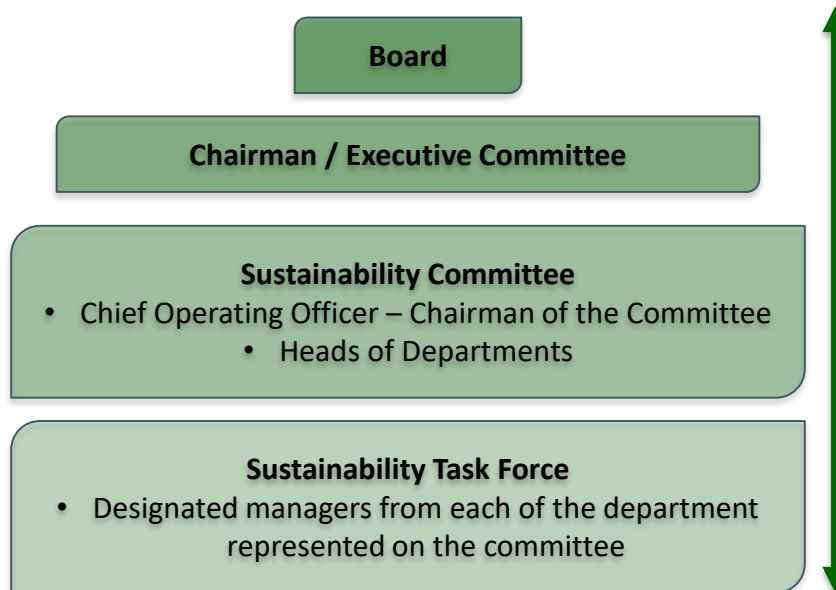 Board
Chairman / Executive Committee
Sustainability Committee
• Chief Operating Officer – Chairman of the Committee
• Heads of Departments
Sustainability Task Force
• Designated managers from each of the department
represented on the committee